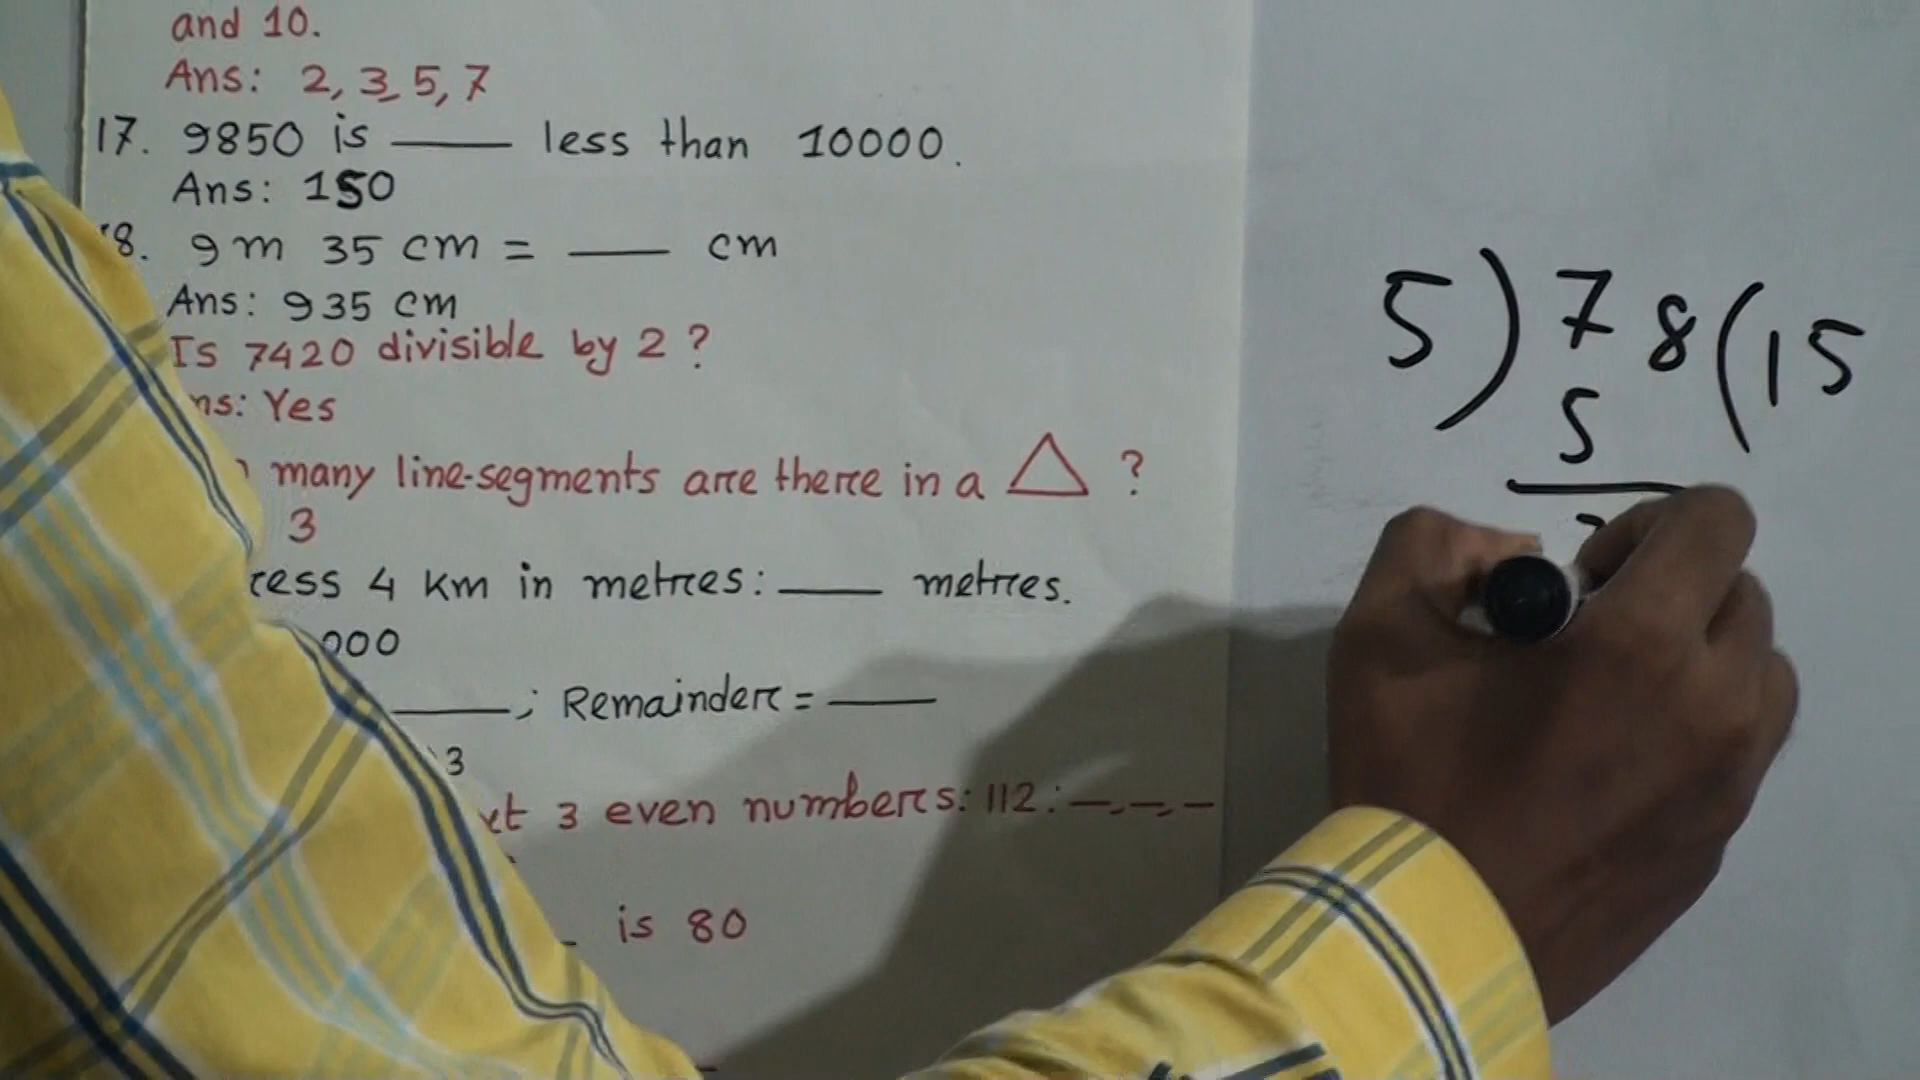 and 10.
Ans: 2, 3, 5, 7
17. 9850 is ____ less than 10000.
Ans: 150
8. 9 m 35 cm = ____ cm
Ans: 935 cm
Is 7420 divisible by 2 ?
ns: Yes
many line-segments are there in a △ ?
3
ress 4 km in metres: ____ metres.
000
____; Remainder = ____
3
xt 3 even numbers: 112: —,—,—
is 80
5)78(15
5